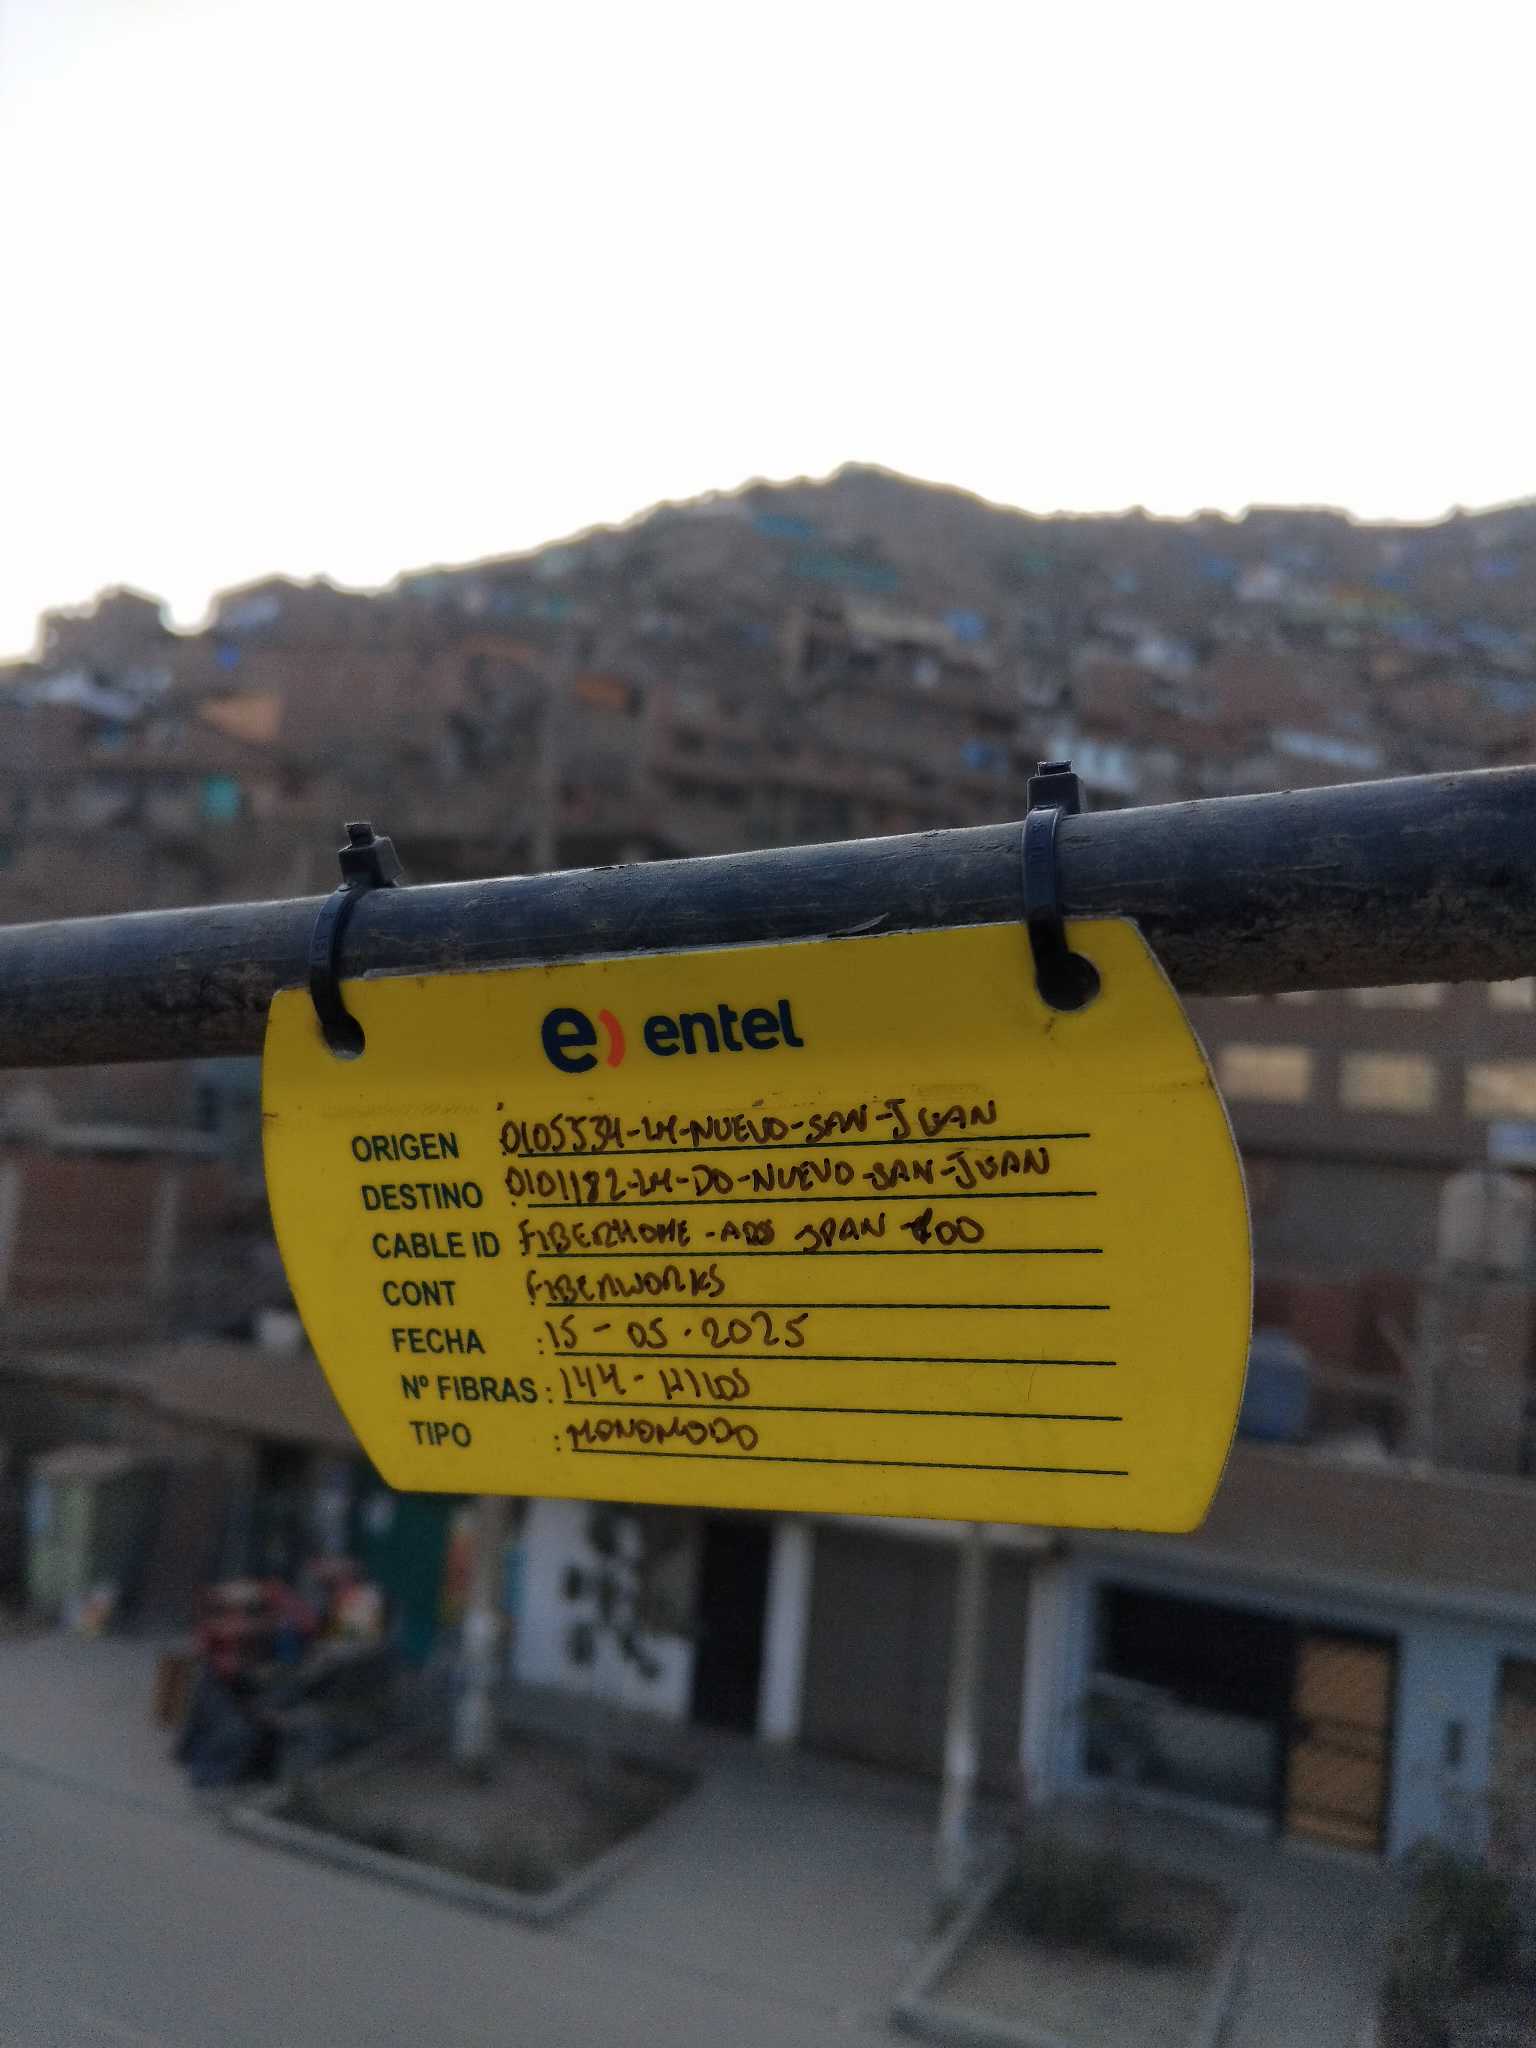 e) entel
ORIGEN : 0105534-LM-NUEVO-SAN-JUAN
DESTINO : 0101182-LM-DO-NUEVO-SAN-JUAN
CABLE ID FIBERHOME - ADSS SPAN
CONT : FIBERWORKS
FECHA : 15-05-2025
Nº FIBRAS : 144-HILOS
TIPO : MONOMODO